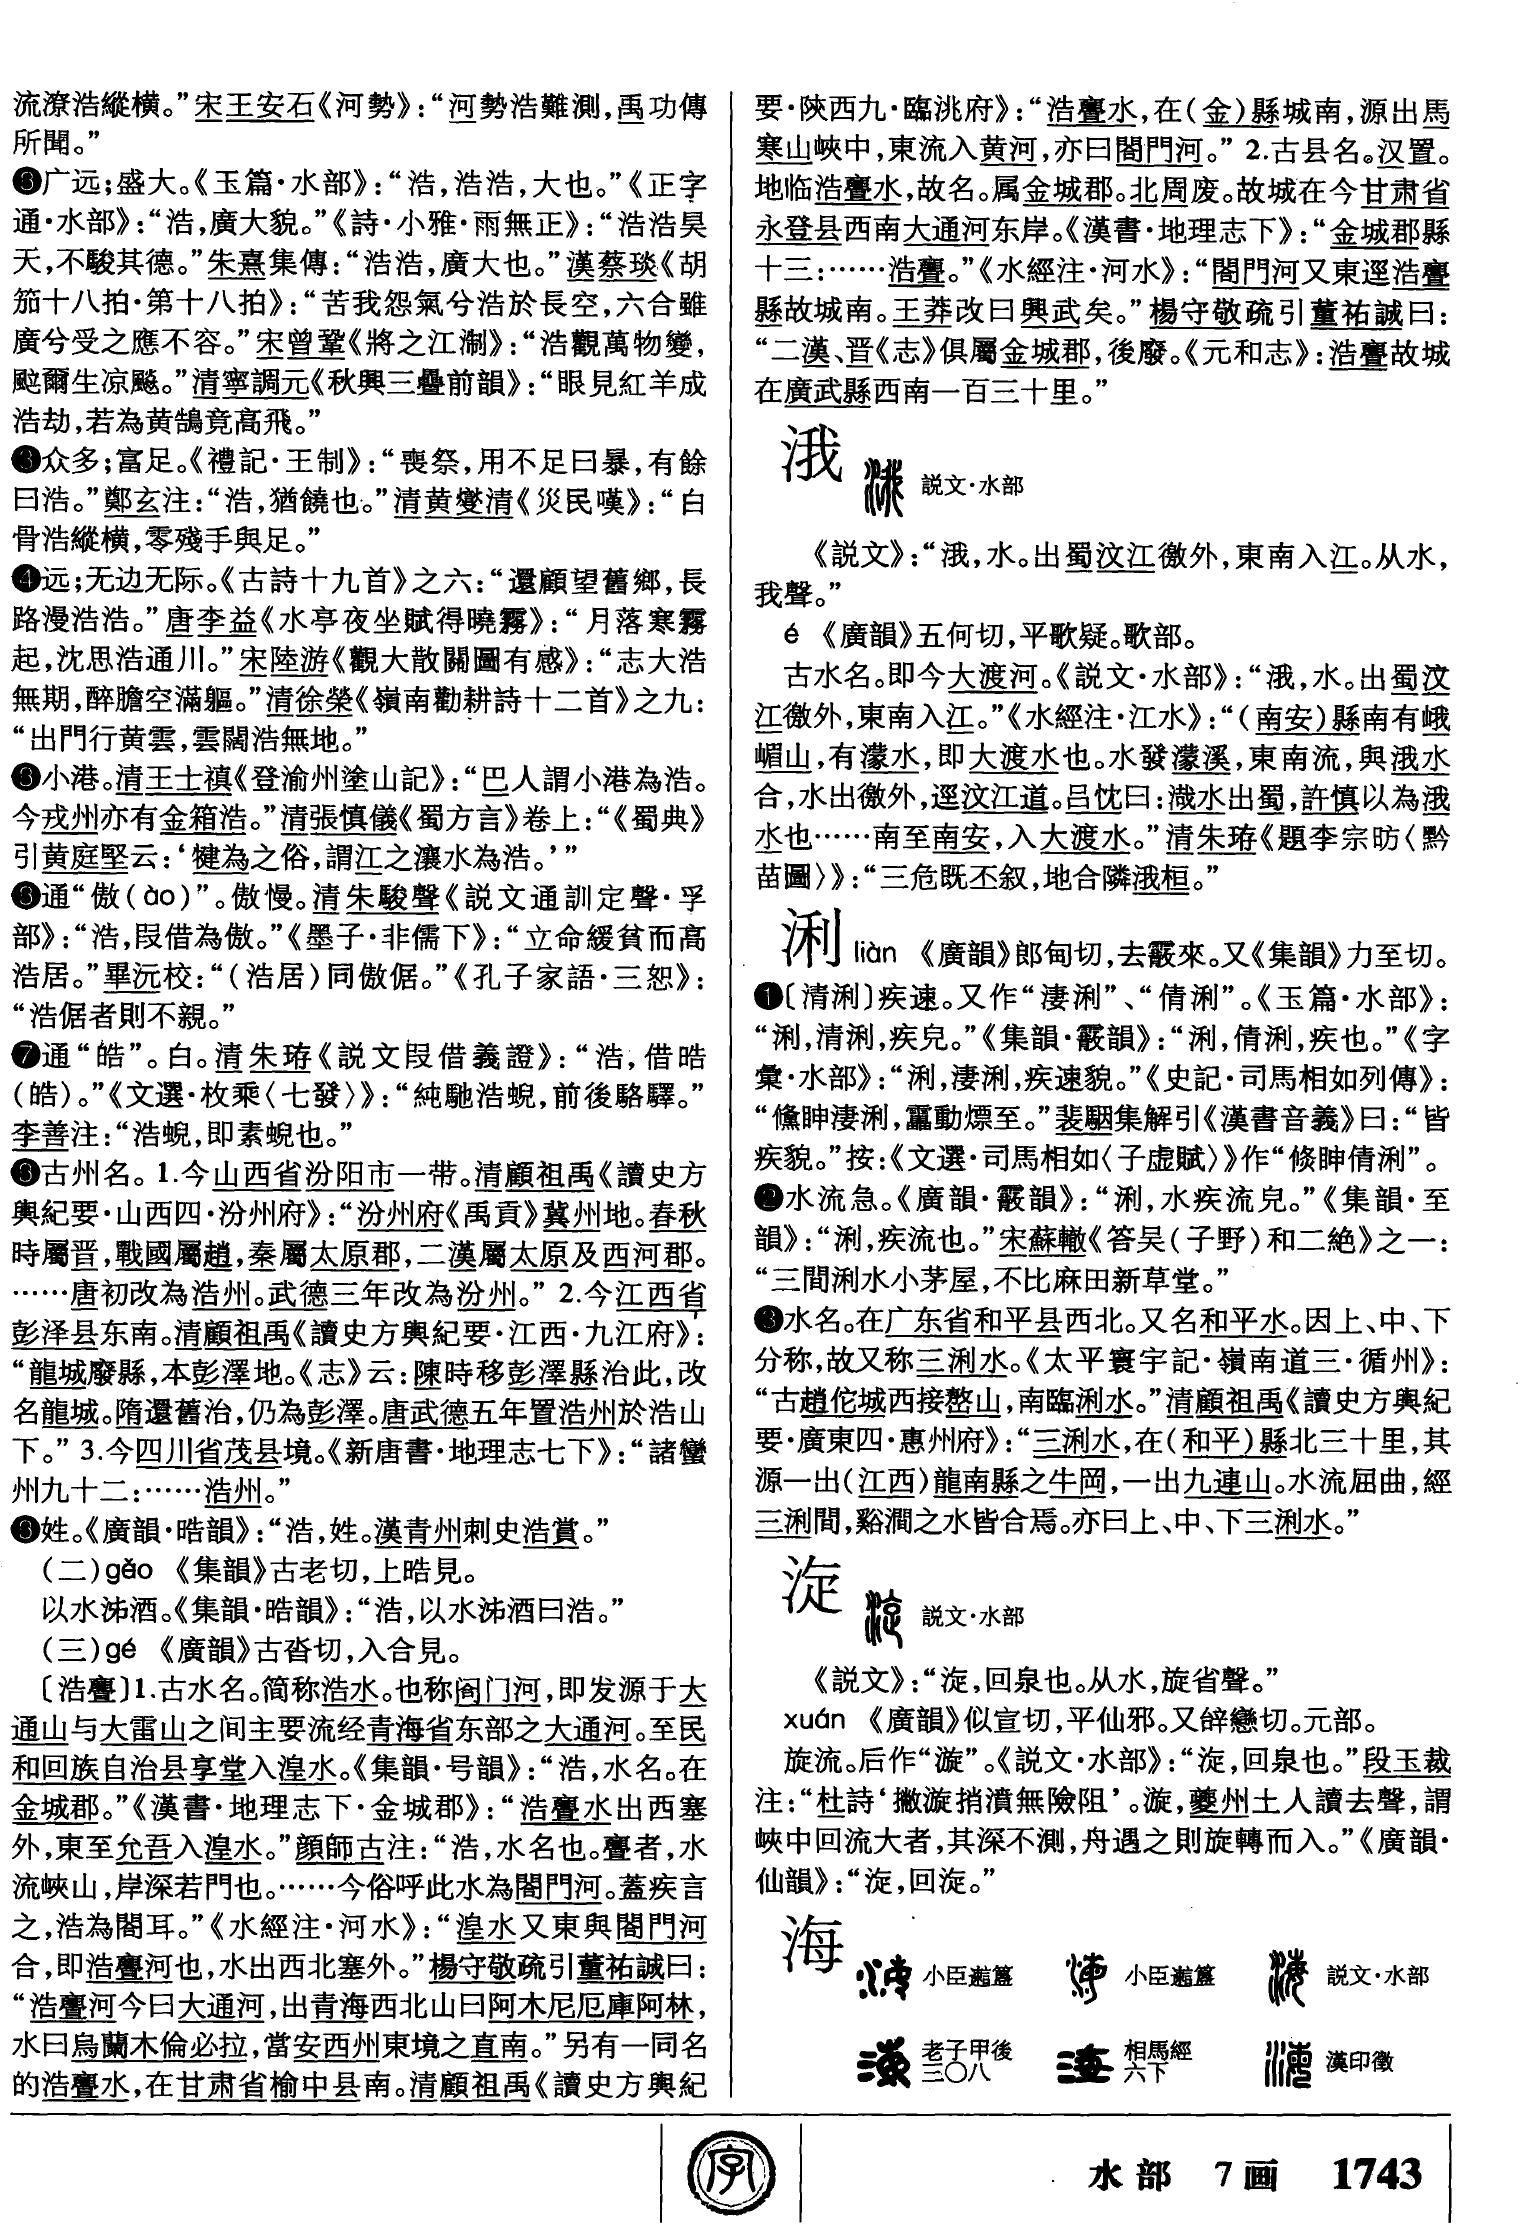 流潦浩縱横。”宋王安石《河勢》：“河勢浩難測，禹功傳
所聞。”
❷广远；盛大。《玉篇·水部》：“浩，浩浩，大也。”《正字
通·水部》：“浩，廣大貌。”《詩·小雅·雨無正》：“浩浩昊
天，不駿其德。”朱熹集傳：“浩浩，廣大也。”漢蔡琰《胡
笳十八拍·第十八拍》：“苦我怨氣兮浩於長空，六合雖
廣兮受之應不容。”宋曾鞏《將之江淛》：“浩觀萬物變，
颰爾生凉飈。”清寧調元《秋興三疊前韻》：“眼見紅羊成
浩劫，若為黄鵠竟高飛。”
❸众多；富足。《禮記·王制》：“喪祭，用不足曰暴，有餘
曰浩。”鄭玄注：“浩，猶饒也。”清黄燮清《災民嘆》：“白
骨浩縱横，零殘手與足。”
❹远；无边无际。《古詩十九首》之六：“還顧望舊鄉，長
路漫浩浩。”唐李益《水亭夜坐賦得曉霧》：“月落寒霧
起，沈思浩通川。”宋陸游《觀大散關圖有感》：“志大浩
無期，醉膽空滿軀。”清徐榮《嶺南勸耕詩十二首》之九：
“出門行黄雲，雲闊浩無地。”
❺小港。清王士禛《登渝州塗山記》：“巴人謂小港為浩。
今戎州亦有金箱浩。”清張慎儀《蜀方言》卷上：“《蜀典》
引黄庭堅云：‘犍為之俗，謂江之瀼水為浩。’”
❻通“傲(ào)”。傲慢。清朱駿聲《説文通訓定聲·孚
部》：“浩，叚借為傲。”《墨子·非儒下》：“立命緩貧而高
浩居。”畢沅校：“(浩居)同傲倨。”《孔子家語·三恕》：
“浩倨者則不親。”
❼通“皓”。白。清朱珔《説文叚借義證》：“浩，借晧
(皓)。”《文選·枚乘〈七發〉》：“純馳浩蜺，前後駱驛。”
李善注：“浩蜺，即素蜺也。”
❽古州名。1.今山西省汾阳市一带。清顧祖禹《讀史方
輿紀要·山西四·汾州府》：“汾州府《禹貢》冀州地。春秋
時屬晋，戰國屬趙，秦屬太原郡，二漢屬太原及西河郡。
……唐初改為浩州。武德三年改為汾州。”2.今江西省
彭泽县东南。清顧祖禹《讀史方輿紀要·江西·九江府》：
“龍城廢縣，本彭澤地。《志》云：陳時移彭澤縣治此，改
名龍城。隋還舊治，仍為彭澤。唐武德五年置浩州於浩山
下。”3.今四川省茂县境。《新唐書·地理志七下》：“諸蠻
州九十二：……浩州。”
❾姓。《廣韻·晧韻》：“浩，姓。漢青州刺史浩賞。”
(二)gǎo 《集韻》古老切，上晧見。
以水泲酒。《集韻·晧韻》：“浩，以水泲酒曰浩。”
(三)gé 《廣韻》古沓切，入合見。
〔浩亹〕1.古水名。简称浩水。也称阁门河，即发源于大
通山与大雷山之间主要流经青海省东部之大通河。至民
和回族自治县享堂入湟水。《集韻·号韻》：“浩，水名。在
金城郡。”《漢書·地理志下·金城郡》：“浩亹水出西塞
外，東至允吾入湟水。”顔師古注：“浩，水名也。亹者，水
流峽山，岸深若門也。……今俗呼此水為閤門河。蓋疾言
之，浩為閤耳。”《水經注·河水》：“湟水又東與閤門河
合，即浩亹河也，水出西北塞外。”楊守敬疏引董祐誠曰：
“浩亹河今曰大通河，出青海西北山曰阿木尼厄庫阿林，
水曰烏蘭木倫必拉，當安西州東境之直南。”另有一同名
的浩亹水，在甘肃省榆中县南。清顧祖禹《讀史方輿紀
要·陜西九·臨洮府》：“浩亹水，在(金)縣城南，源出馬
寒山峽中，東流入黄河，亦曰閤門河。”2.古县名。汉置。
地临浩亹水，故名。属金城郡。北周废。故城在今甘肃省
永登县西南大通河东岸。《漢書·地理志下》：“金城郡縣
十三：……浩亹。”《水經注·河水》：“閤門河又東逕浩亹
縣故城南。王莽改曰興武矣。”楊守敬疏引董祐誠曰：
“二漢、晋《志》俱屬金城郡，後廢。《元和志》：浩亹故城
在廣武縣西南一百三十里。”
涐 説文·水部
《説文》：“涐，水。出蜀汶江徼外，東南入江。从水，
我聲。”
é 《廣韻》五何切，平歌疑。歌部。
古水名。即今大渡河。《説文·水部》：“涐，水。出蜀汶
江徼外，東南入江。”《水經注·江水》：“(南安)縣南有峨
嵋山，有濛水，即大渡水也。水發濛溪，東南流，與涐水
合，水出徼外，逕汶江道。吕忱曰：渽水出蜀，許慎以為涐
水也……南至南安，入大渡水。”清朱珔《題李宗昉〈黔
苗圖〉》：“三危既丕叙，地合隣涐桓。”
浰 liàn 《廣韻》郎甸切，去霰來。又《集韻》力至切。
❶〔清浰〕疾速。又作“淒浰”、“倩浰”。《玉篇·水部》：
“浰，清浰，疾皃。”《集韻·霰韻》：“浰，倩浰，疾也。”《字
彙·水部》：“浰，淒浰，疾速貌。”《史記·司馬相如列傳》：
“儵眒淒浰，靁動熛至。”裴駰集解引《漢書音義》曰：“皆
疾貌。”按：《文選·司馬相如〈子虚賦〉》作“倏眒倩浰”。
❷水流急。《廣韻·霰韻》：“浰，水疾流皃。”《集韻·至
韻》：“浰，疾流也。”宋蘇轍《答吴(子野)和二絶》之一：
“三間浰水小茅屋，不比麻田新草堂。”
❸水名。在广东省和平县西北。又名和平水。因上、中、下
分称，故又称三浰水。《太平寰宇記·嶺南道三·循州》：
“古趙佗城西接嶅山，南臨浰水。”清顧祖禹《讀史方輿紀
要·廣東四·惠州府》：“三浰水，在(和平)縣北三十里，其
源一出(江西)龍南縣之牛岡，一出九連山。水流屈曲，經
三浰間，谿澗之水皆合焉。亦曰上、中、下三浰水。”
淀 説文·水部
《説文》：“㳬，回泉也。从水，旋省聲。”
xuán 《廣韻》似宣切，平仙邪。又辝戀切。元部。
旋流。后作“漩”。《説文·水部》：“㳬，回泉也。”段玉裁
注：“杜詩‘撇漩捎濆無險阻’。漩，夔州土人讀去聲，謂
峽中回流大者，其深不測，舟遇之則旋轉而入。”《廣韻·
仙韻》：“㳬，回㳬。”
海 小臣𬨊簋 小臣𬨊簋 説文·水部
老子甲後三〇八 相馬經六下 漢印徵
字
水部 7画 1743